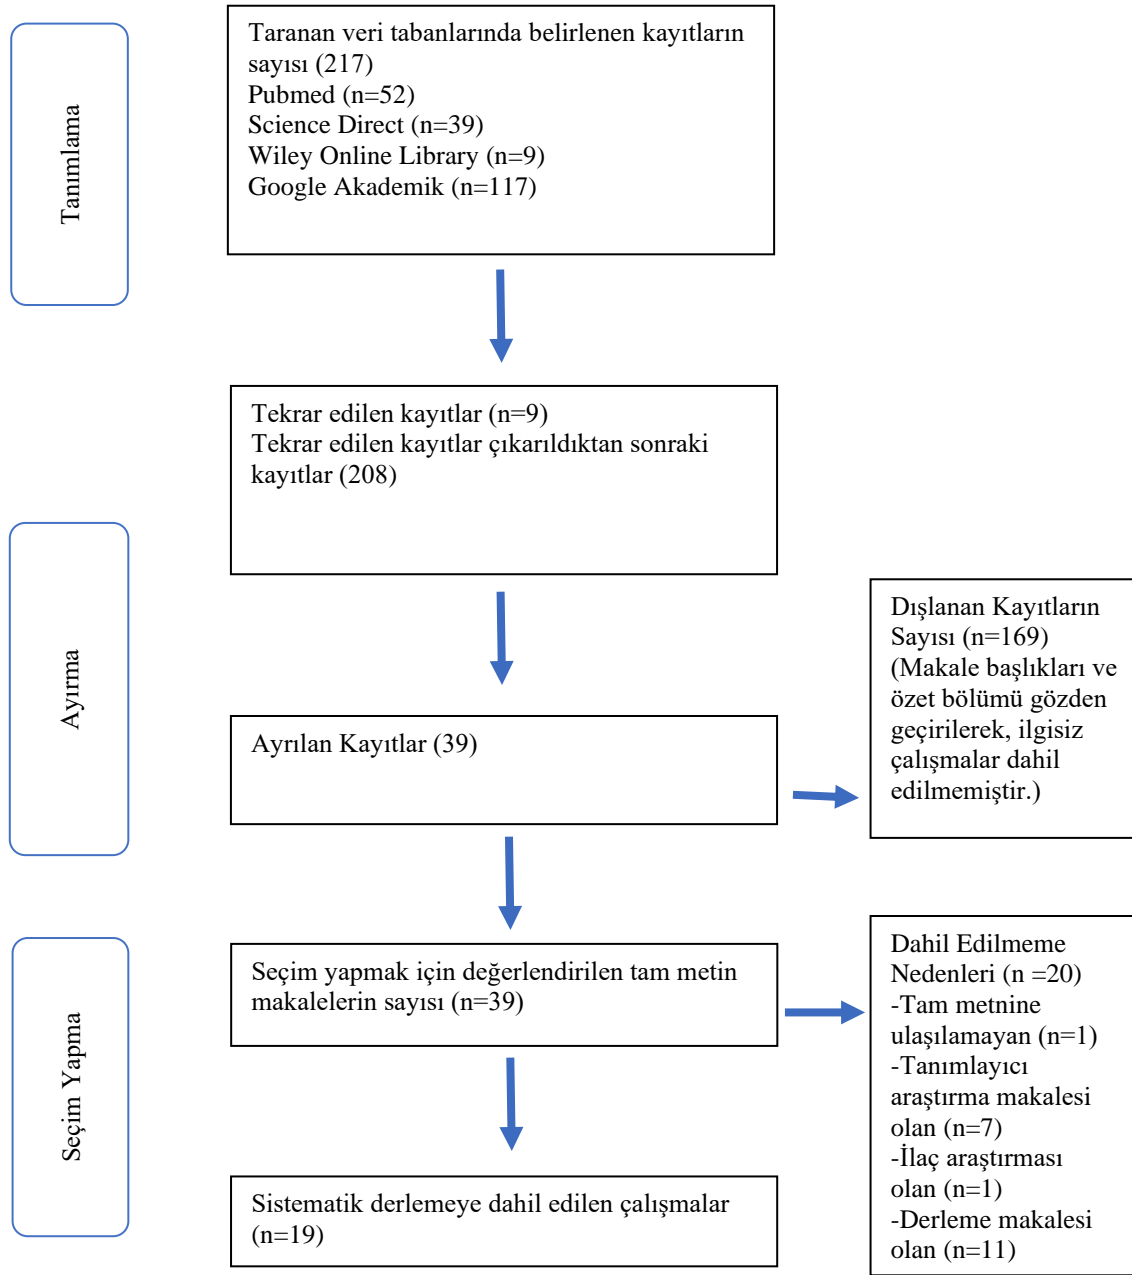 Tanımlama
Taranan veri tabanlarında belirlenen kayıtların
sayısı (217)
Pubmed (n=52)
Science Direct (n=39)
Wiley Online Library (n=9)
Google Akademik (n=117)
Tekrar edilen kayıtlar (n=9)
Tekrar edilen kayıtlar çıkarıldıktan sonraki
kayıtlar (208)
Ayırma
Ayrılan Kayıtlar (39)
Dışlanan Kayıtların
Sayısı (n=169)
(Makale başlıkları ve
özet bölümü gözden
geçirilerek, ilgisiz
çalışmalar dahil
edilmemiştir.)
Seçim Yapma
Seçim yapmak için değerlendirilen tam metin
makalelerin sayısı (n=39)
Dahil Edilmeme
Nedenleri (n =20)
-Tam metnine
ulaşılamayan (n=1)
-Tanımlayıcı
araştırma makalesi
olan (n=7)
-İlaç araştırması
olan (n=1)
-Derleme makalesi
olan (n=11)
Sistematik derlemeye dahil edilen çalışmalar
(n=19)